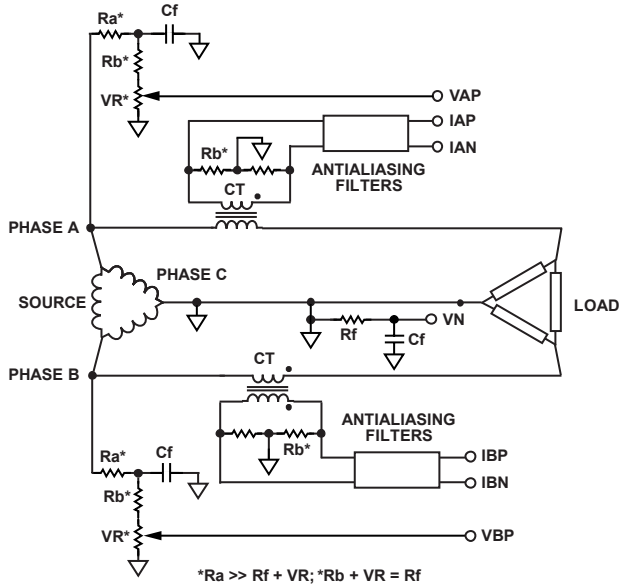 Ra*
Cf
Rb*
VR*
VAP
IAP
IAN
Rb*
ANTIALIASING
FILTERS
CT
PHASE A
PHASE C
SOURCE
LOAD
VN
Rf
Cf
PHASE B
CT
ANTIALIASING
FILTERS
Ra*
Cf
Rb*
IBP
IBN
Rb*
VR*
VBP
*Ra >> Rf + VR; *Rb + VR = Rf